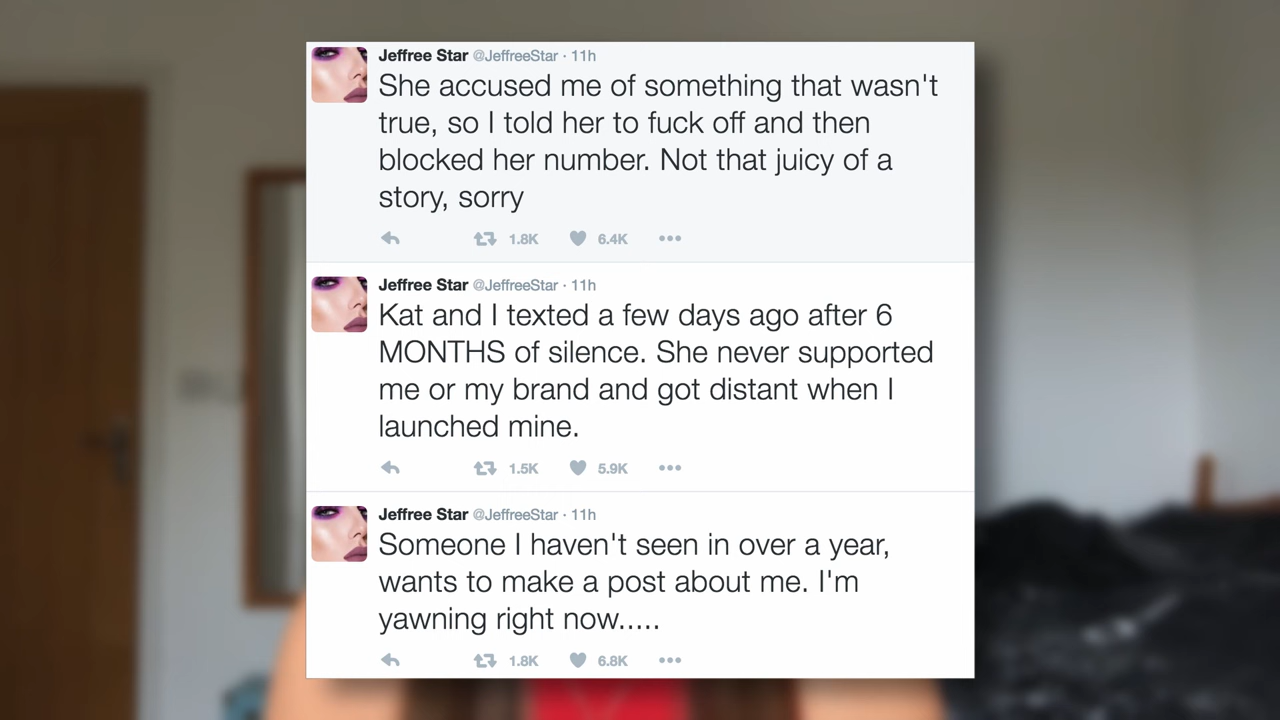 Jeffree Star @JeffreeStar · 11h
She accused me of something that wasn't
true, so I told her to fuck off and then
blocked her number. Not that juicy of a
story, sorry
1.8K 6.4K
Jeffree Star @JeffreeStar · 11h
Kat and I texted a few days ago after 6
MONTHS of silence. She never supported
me or my brand and got distant when I
launched mine.
1.5K 5.9K
Jeffree Star @JeffreeStar · 11h
Someone I haven't seen in over a year,
wants to make a post about me. I'm
yawning right now.....
1.8K 6.8K